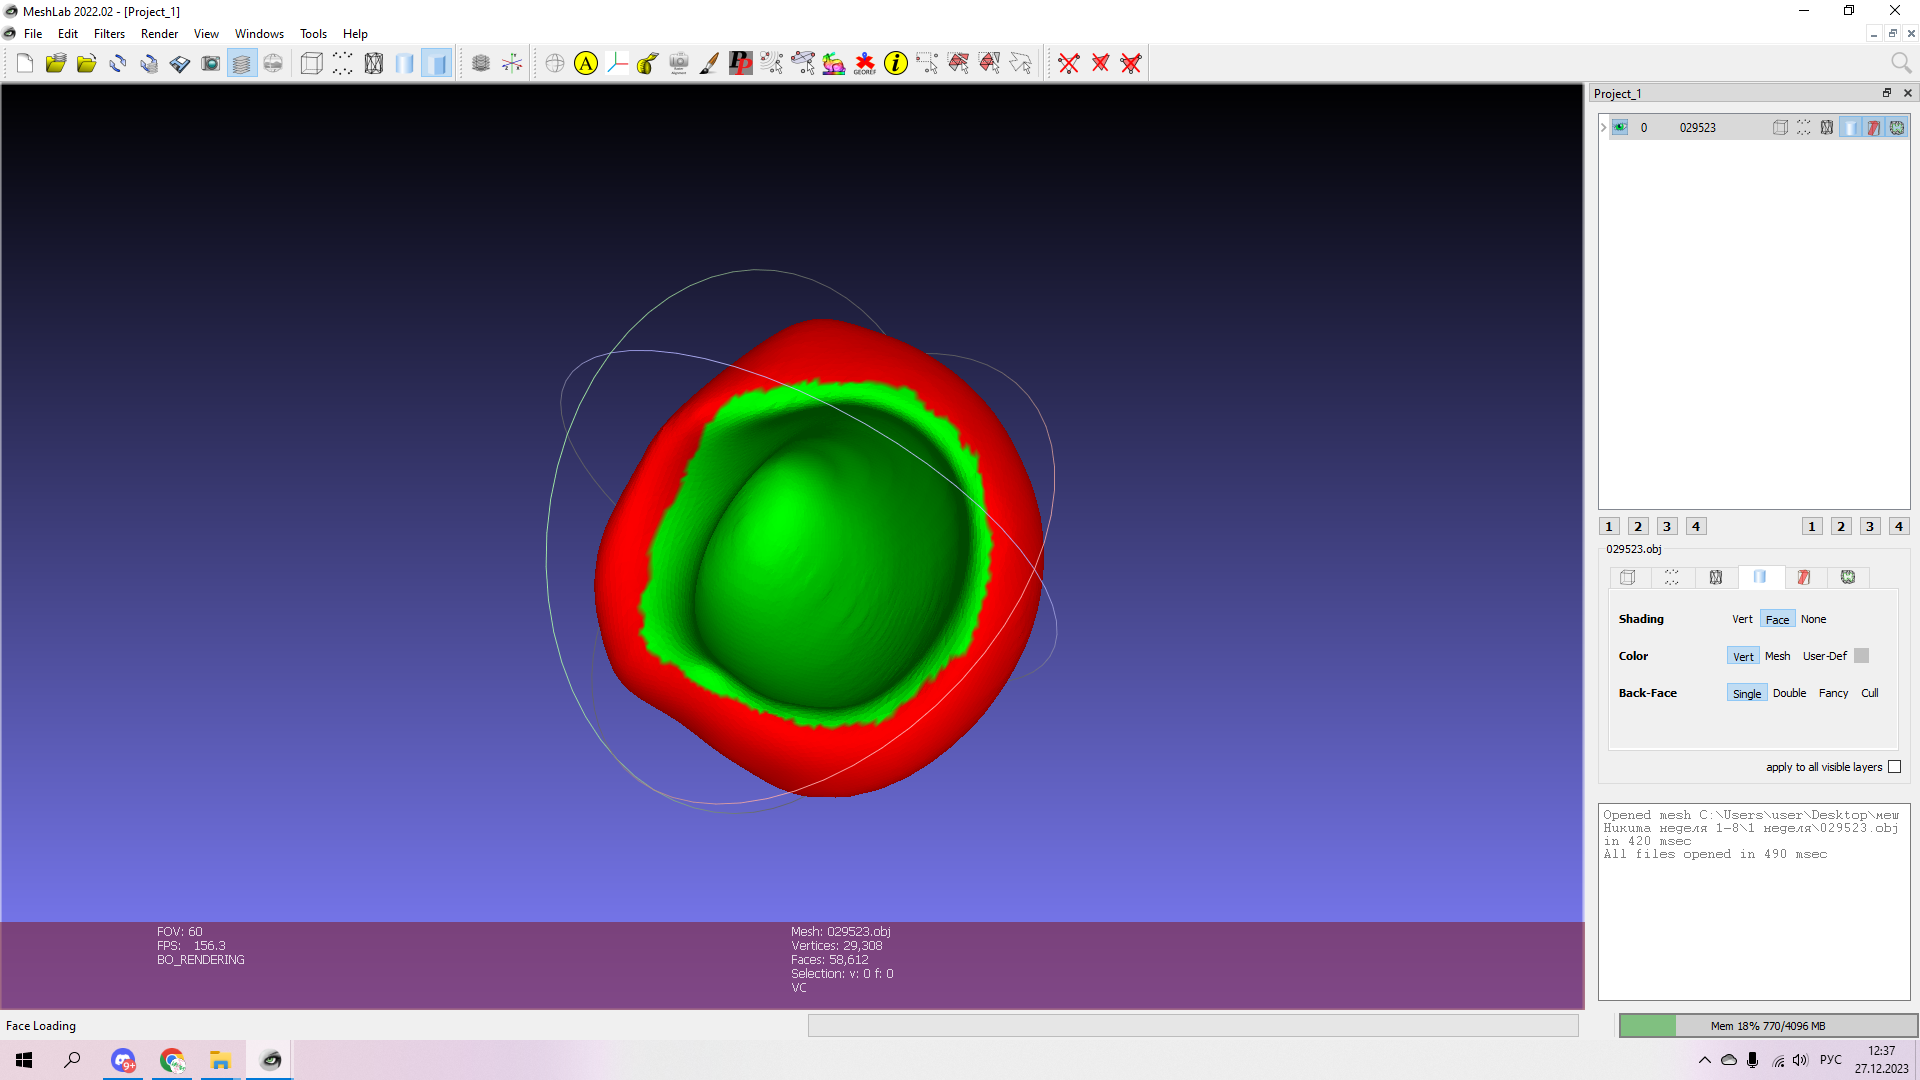 MeshLab 2022.02 - [Project_1]
File Edit Filters Render View Windows Tools Help
A
PP
GEOREF
i
Project_1
0 029523
1 2 3 4 1 2 3 4
029523.obj
Shading Vert Face None
Color Vert Mesh User-Def
Back-Face Single Double Fancy Cull
apply to all visible layers
Opened mesh C:\Users\user\Desktop\меш
Никита неделя 1-8\1 неделя\029523.obj
in 420 msec
All files opened in 490 msec
FOV: 60
FPS: 156.3
BO_RENDERING
Mesh: 029523.obj
Vertices: 29,308
Faces: 58,612
Selection: v: 0 f: 0
VC
Face Loading
Mem 18% 770/4096 MB
9+
РУС
12:37
27.12.2023